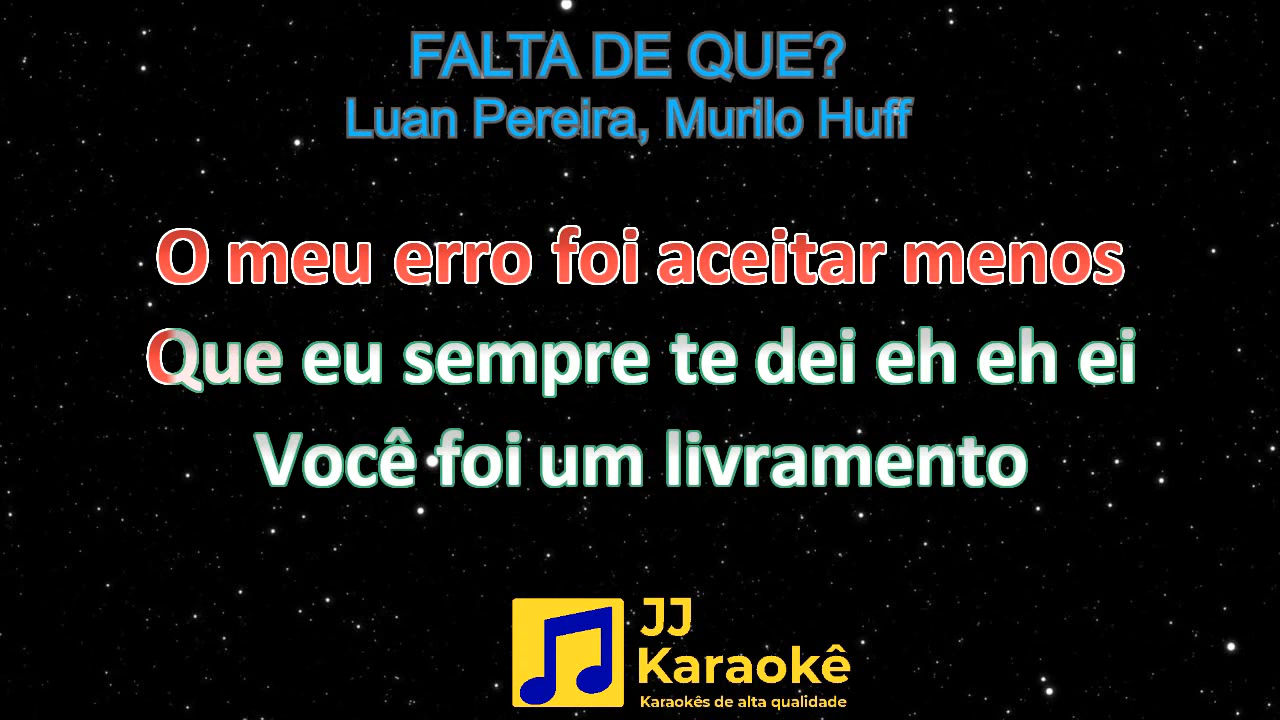 FALTA DE QUE?
Luan Pereira, Murilo Huff
O meu erro foi aceitar menos
Que eu sempre te dei eh eh ei
Você foi um livramento
JJ
Karaokê
Karaokês de alta qualidade